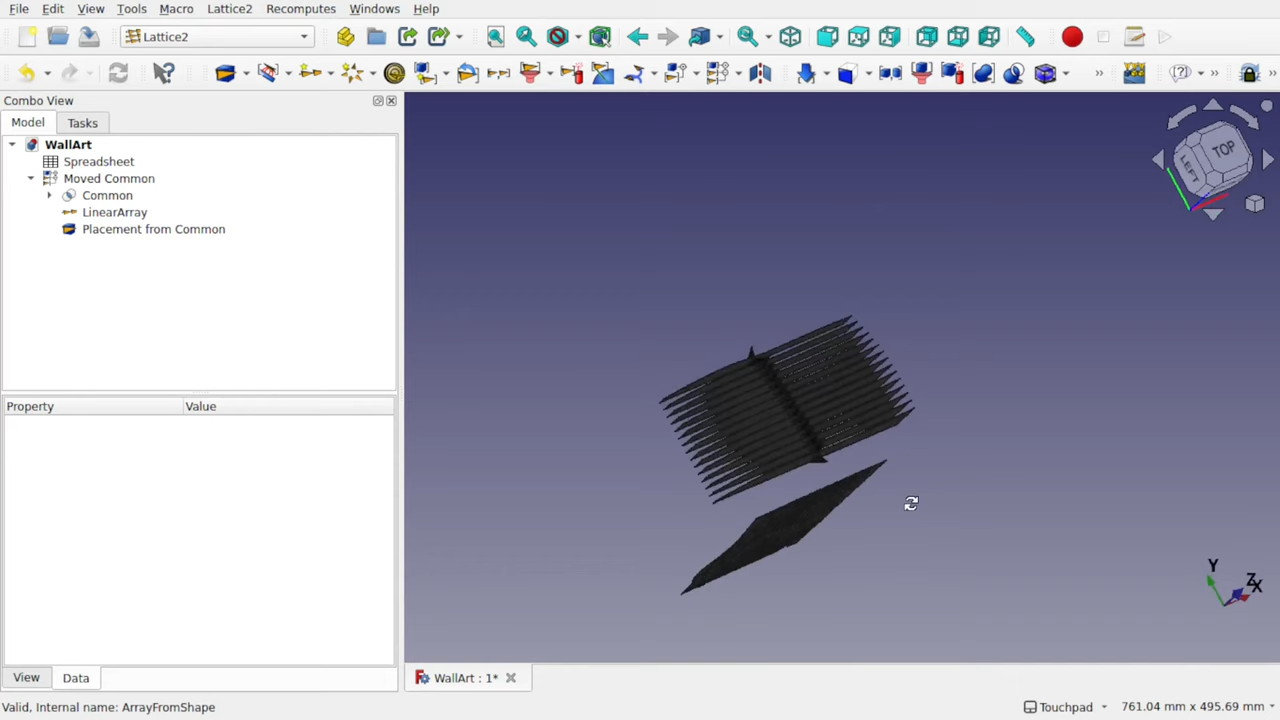 File Edit View Tools Macro Lattice2 Recomputes Windows Help
Lattice2
Combo View
Model Tasks
WallArt
Spreadsheet
Moved Common
Common
LinearArray
Placement from Common
Property Value
View Data
TOP
LEFT
Y
Z
X
WallArt : 1*
Valid, Internal name: ArrayFromShape
Touchpad
761.04 mm x 495.69 mm